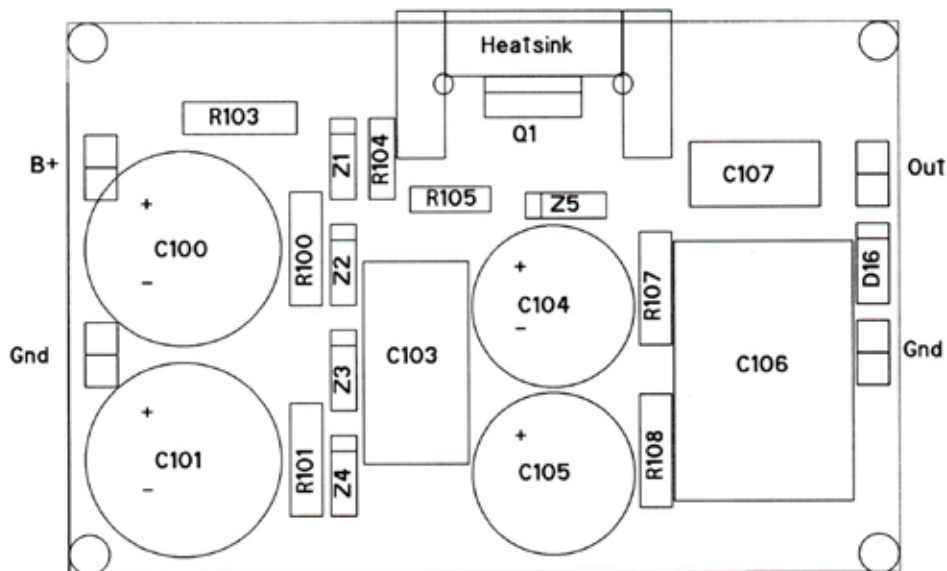 Heatsink
R103
Q1
B+
Z1
R104
C107
Out
R105
Z5
+
C100
-
R100
Z2
+
C104
-
R107
D16
Gnd
C103
C106
Gnd
Z3
+
C101
-
R101
Z4
+
C105
-
R108